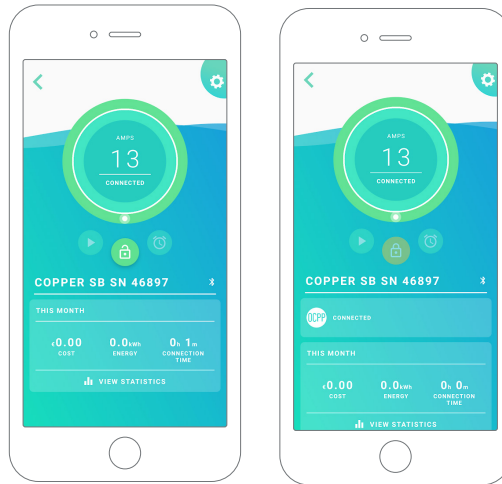 AMPS
13
CONNECTED
COPPER SB SN 46897
THIS MONTH
€0.00
COST
0.0kWh
ENERGY
0h 1m
CONNECTION
TIME
VIEW STATISTICS
AMPS
13
CONNECTED
COPPER SB SN 46897
OCPP CONNECTED
THIS MONTH
€0.00
COST
0.0kWh
ENERGY
0h 0m
CONNECTION
TIME
VIEW STATISTICS